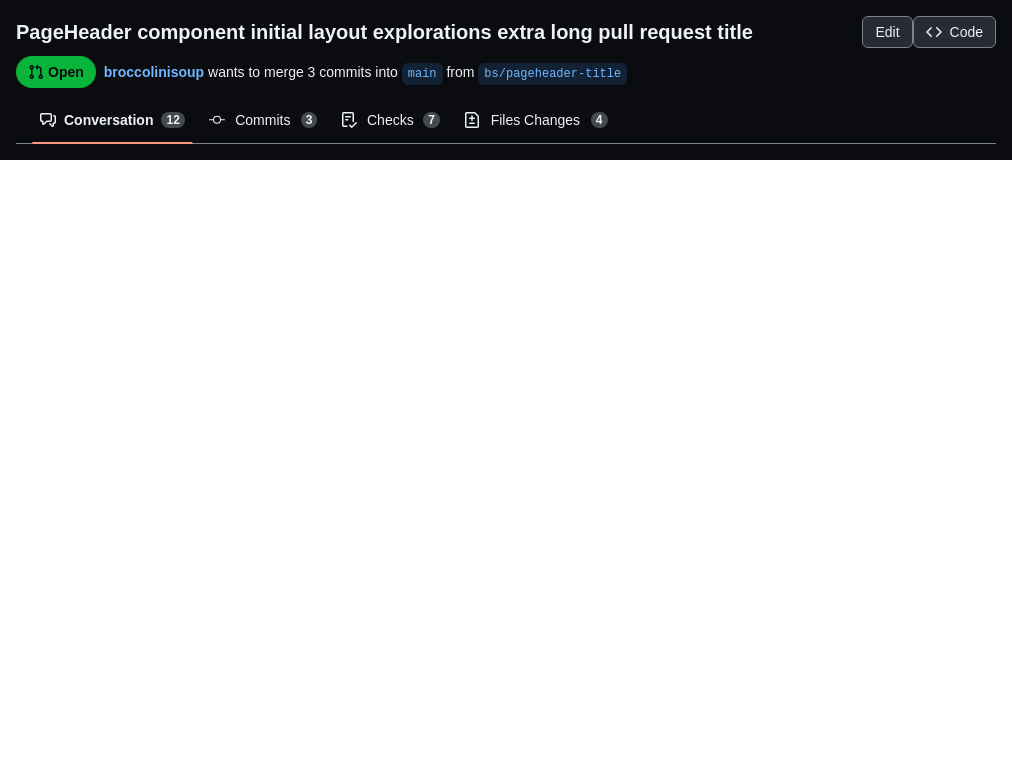 PageHeader component initial layout explorations extra long pull request title
Edit
Code
Open
broccolinisoup wants to merge 3 commits into main from bs/pageheader-title
Conversation 12
Commits 3
Checks 7
Files Changes 4